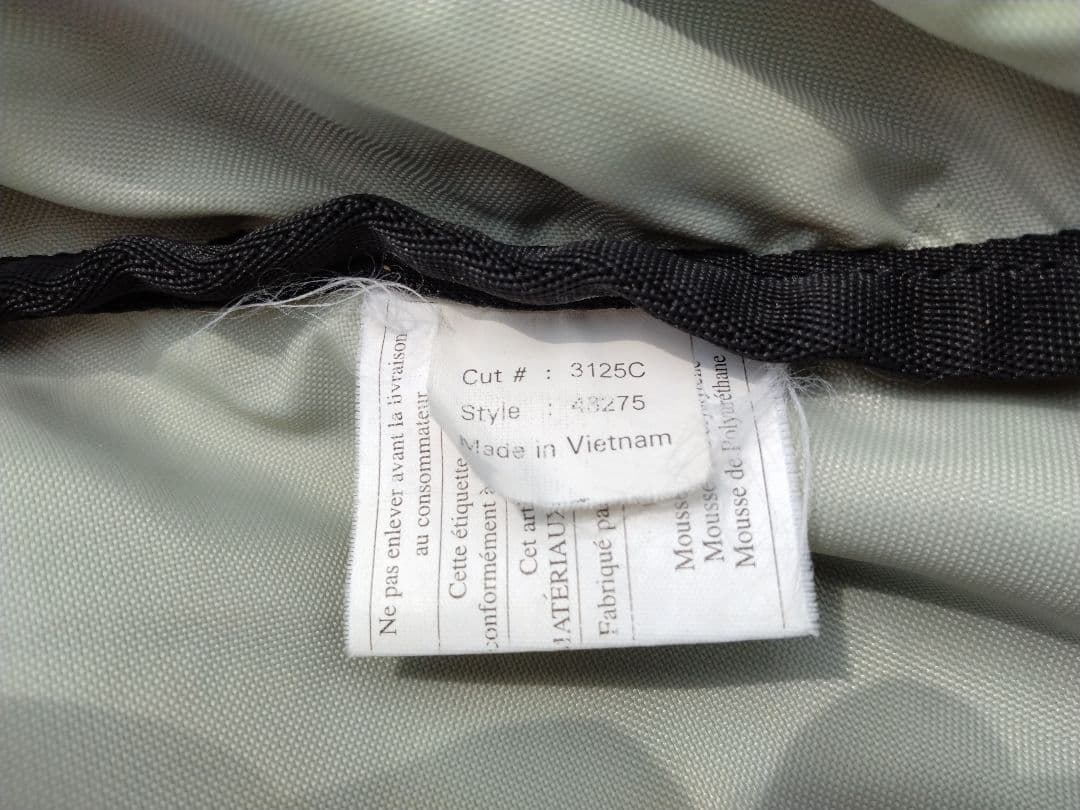 Cut # : 3125C
Style : 43275
Made in Vietnam
Ne pas enlever avant la livraison
au consommateur
Cette étiquette
conformément à
Cet art
MATÉRIAUX
Fabriqué pa
Mousse
Mousse
Mousse de Polyuréthane